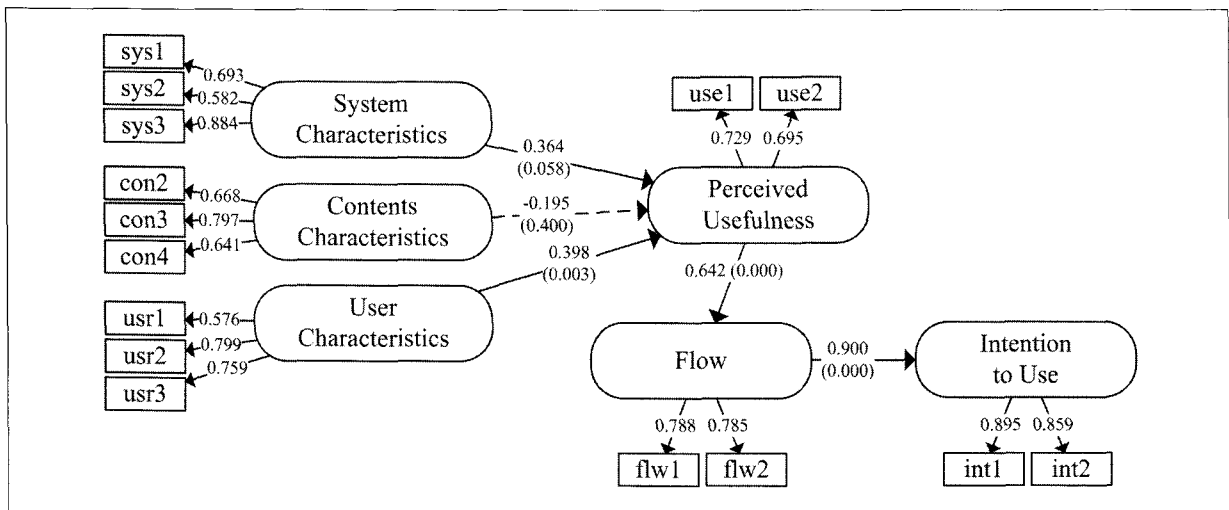 sys1
0.693
sys2
0.582
sys3
0.884
System
Characteristics
con2
0.668
con3
0.797
con4
0.641
Contents
Characteristics
usr1
0.576
usr2
0.799
usr3
0.759
User
Characteristics
0.364
(0.058)
-0.195
(0.400)
0.398
(0.003)
use1
use2
0.729
0.695
Perceived
Usefulness
0.642 (0.000)
Flow
0.900
(0.000)
Intention
to Use
0.788
0.785
flw1
flw2
0.895
0.859
int1
int2